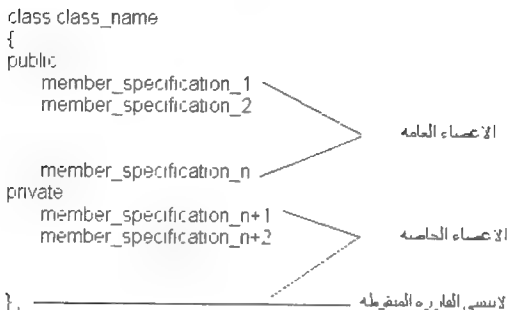 class class_name
{
public
member_specification_1
member_specification_2
الاعضاء العامه
member_specification_n
private
member_specification_n+1
member_specification_n+2
الاعضاء الخاصه
};
لاتنسى الفارزه المنقوطه